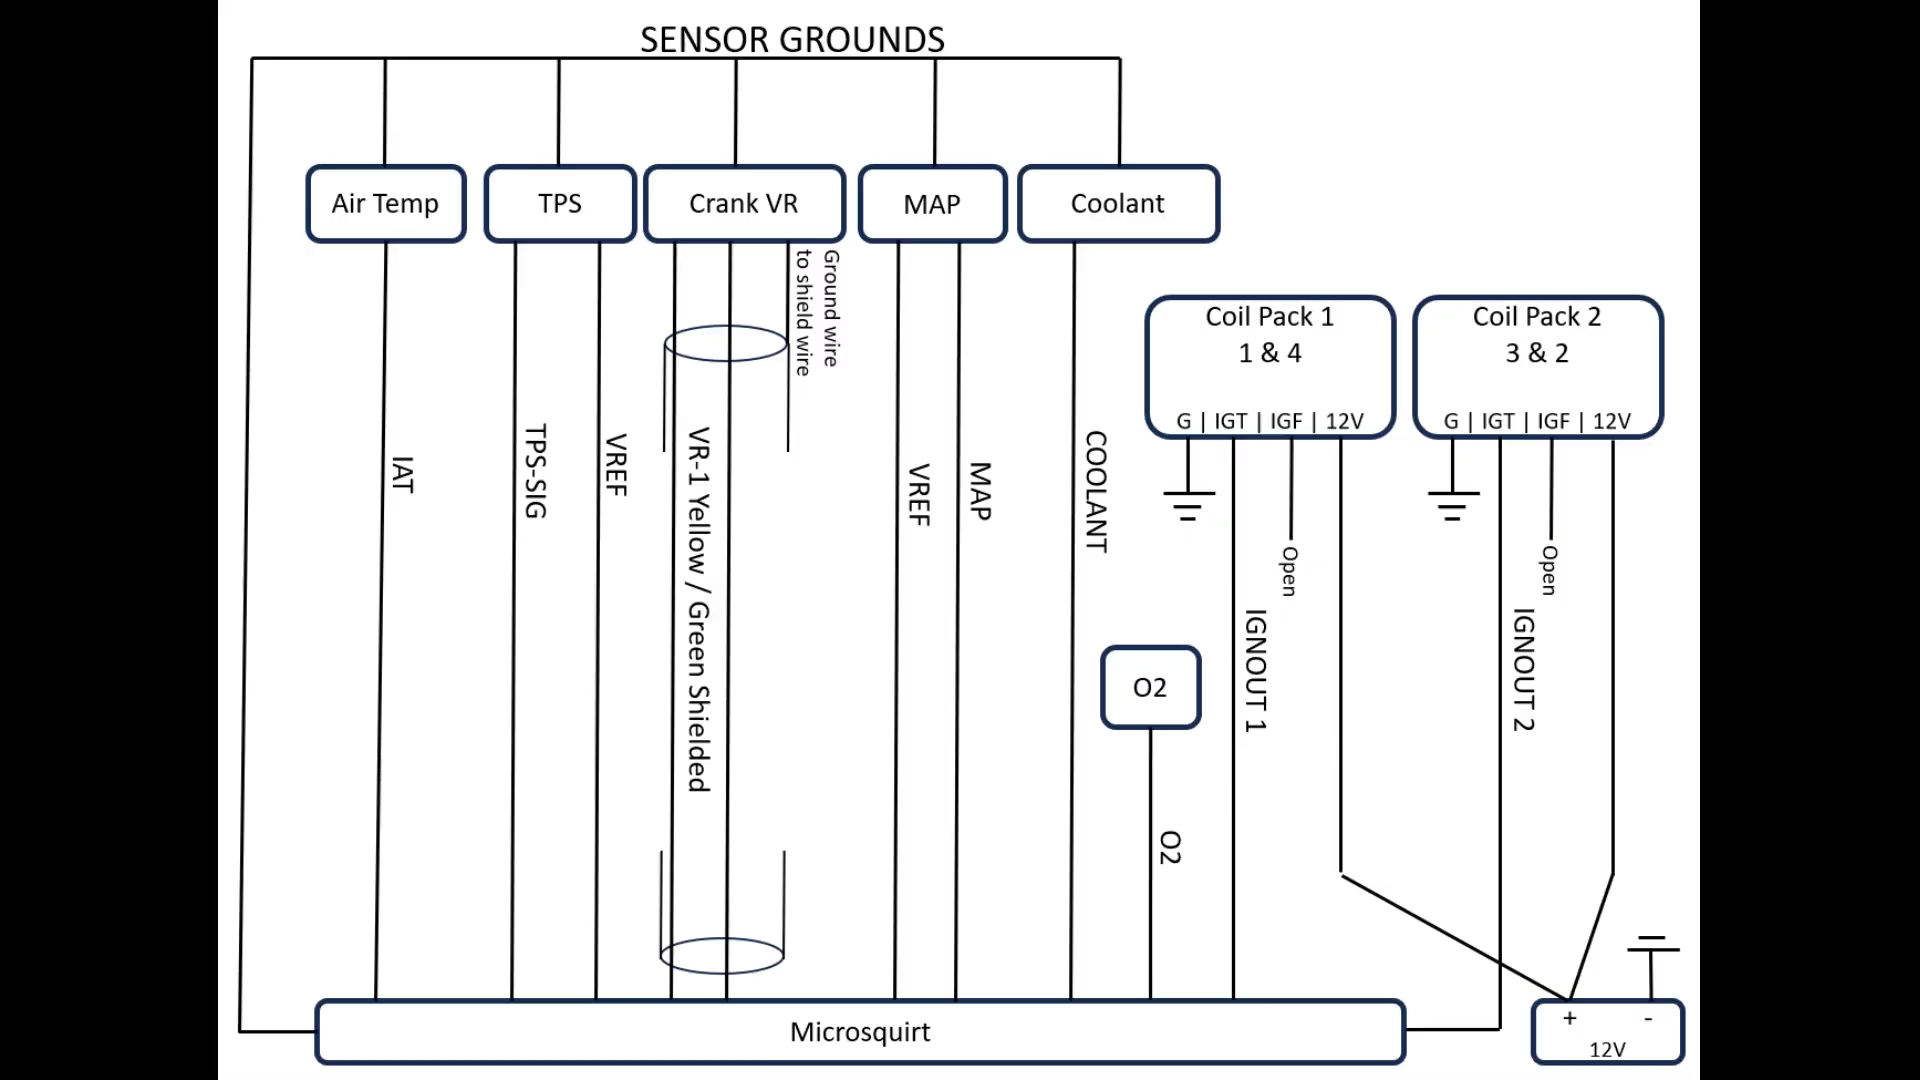 SENSOR GROUNDS
Air Temp
TPS
Crank VR
MAP
Coolant
Ground wire
to shield wire
Coil Pack 1
1 & 4
G | IGT | IGF | 12V
Coil Pack 2
3 & 2
G | IGT | IGF | 12V
IAT
TPS-SIG
VREF
VR-1 Yellow / Green Shielded
VREF
MAP
COOLANT
Open
Open
IGNOUT 1
IGNOUT 2
O2
O2
Microsquirt
+ -
12V